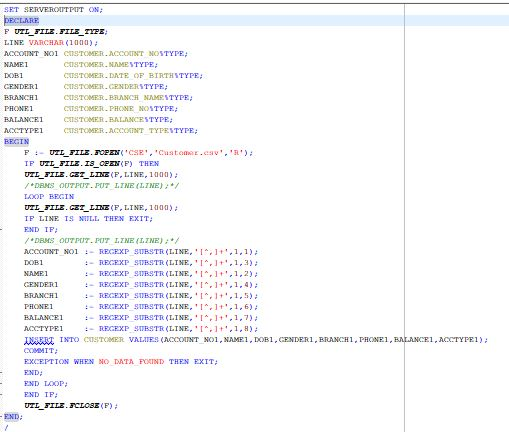 SET SERVEROUTPUT ON;
DECLARE
F UTL_FILE.FILE_TYPE;
LINE VARCHAR(1000);
ACCOUNT_NO1 CUSTOMER.ACCOUNT_NO%TYPE;
NAME1 CUSTOMER.NAME%TYPE;
DOB1 CUSTOMER.DATE_OF_BIRTH%TYPE;
GENDER1 CUSTOMER.GENDER%TYPE;
BRANCH1 CUSTOMER.BRANCH_NAME%TYPE;
PHONE1 CUSTOMER.PHONE_NO%TYPE;
BALANCE1 CUSTOMER.BALANCE%TYPE;
ACCTYPE1 CUSTOMER.ACCOUNT_TYPE%TYPE;
BEGIN
F := UTL_FILE.FOPEN('CSE','Customer.csv','R');
IF UTL_FILE.IS_OPEN(F) THEN
UTL_FILE.GET_LINE(F,LINE,1000);
/*DBMS_OUTPUT.PUT_LINE(LINE);*/
LOOP BEGIN
UTL_FILE.GET_LINE(F,LINE,1000);
IF LINE IS NULL THEN EXIT;
END IF;
/*DBMS_OUTPUT.PUT_LINE(LINE);*/
ACCOUNT_NO1 := REGEXP_SUBSTR(LINE,'[^,]+',1,1);
DOB1 := REGEXP_SUBSTR(LINE,'[^,]+',1,3);
NAME1 := REGEXP_SUBSTR(LINE,'[^,]+',1,2);
GENDER1 := REGEXP_SUBSTR(LINE,'[^,]+',1,4);
BRANCH1 := REGEXP_SUBSTR(LINE,'[^,]+',1,5);
PHONE1 := REGEXP_SUBSTR(LINE,'[^,]+',1,6);
BALANCE1 := REGEXP_SUBSTR(LINE,'[^,]+',1,7);
ACCTYPE1 := REGEXP_SUBSTR(LINE,'[^,]+',1,8);
INSERT INTO CUSTOMER VALUES(ACCOUNT_NO1,NAME1,DOB1,GENDER1,BRANCH1,PHONE1,BALANCE1,ACCTYPE1);
COMMIT;
EXCEPTION WHEN NO_DATA_FOUND THEN EXIT;
END;
END LOOP;
END IF;
UTL_FILE.FCLOSE(F);
END;
/